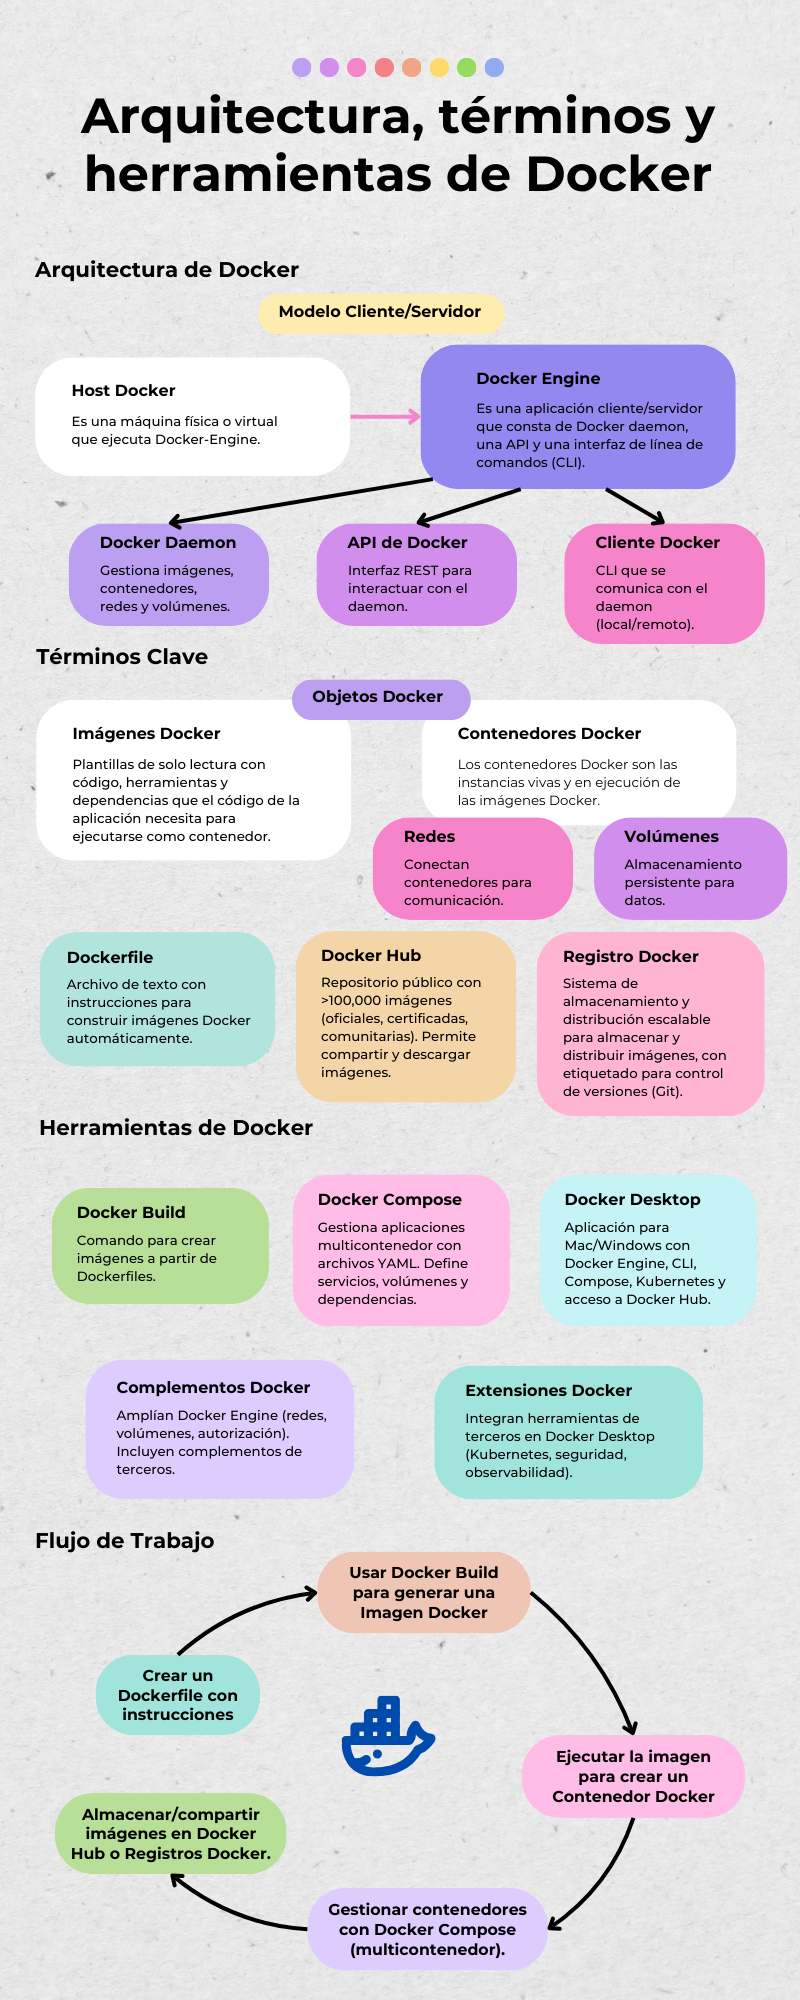 Arquitectura, términos y
herramientas de Docker
Arquitectura de Docker
Modelo Cliente/Servidor
Host Docker
Es una máquina física o virtual
que ejecuta Docker-Engine.
Docker Engine
Es una aplicación cliente/servidor
que consta de Docker daemon,
una API y una interfaz de línea de
comandos (CLI).
Docker Daemon
Gestiona imágenes,
contenedores,
redes y volúmenes.
API de Docker
Interfaz REST para
interactuar con el
daemon.
Cliente Docker
CLI que se
comunica con el
daemon
(local/remoto).
Términos Clave
Objetos Docker
Imágenes Docker
Plantillas de solo lectura con
código, herramientas y
dependencias que el código de la
aplicación necesita para
ejecutarse como contenedor.
Contenedores Docker
Los contenedores Docker son las
instancias vivas y en ejecución de
las imágenes Docker.
Redes
Conectan
contenedores para
comunicación.
Volúmenes
Almacenamiento
persistente para
datos.
Dockerfile
Archivo de texto con
instrucciones para
construir imágenes Docker
automáticamente.
Docker Hub
Repositorio público con
>100,000 imágenes
(oficiales, certificadas,
comunitarias). Permite
compartir y descargar
imágenes.
Registro Docker
Sistema de
almacenamiento y
distribución escalable
para almacenar y
distribuir imágenes, con
etiquetado para control
de versiones (Git).
Herramientas de Docker
Docker Build
Comando para crear
imágenes a partir de
Dockerfiles.
Docker Compose
Gestiona aplicaciones
multicontenedor con
archivos YAML. Define
servicios, volúmenes y
dependencias.
Docker Desktop
Aplicación para
Mac/Windows con
Docker Engine, CLI,
Compose, Kubernetes y
acceso a Docker Hub.
Complementos Docker
Amplían Docker Engine (redes,
volúmenes, autorización).
Incluyen complementos de
terceros.
Extensiones Docker
Integran herramientas de
terceros en Docker Desktop
(Kubernetes, seguridad,
observabilidad).
Flujo de Trabajo
Usar Docker Build
para generar una
Imagen Docker
Crear un
Dockerfile con
instrucciones
Ejecutar la imagen
para crear un
Contenedor Docker
Almacenar/compartir
imágenes en Docker
Hub o Registros Docker.
Gestionar contenedores
con Docker Compose
(multicontenedor).